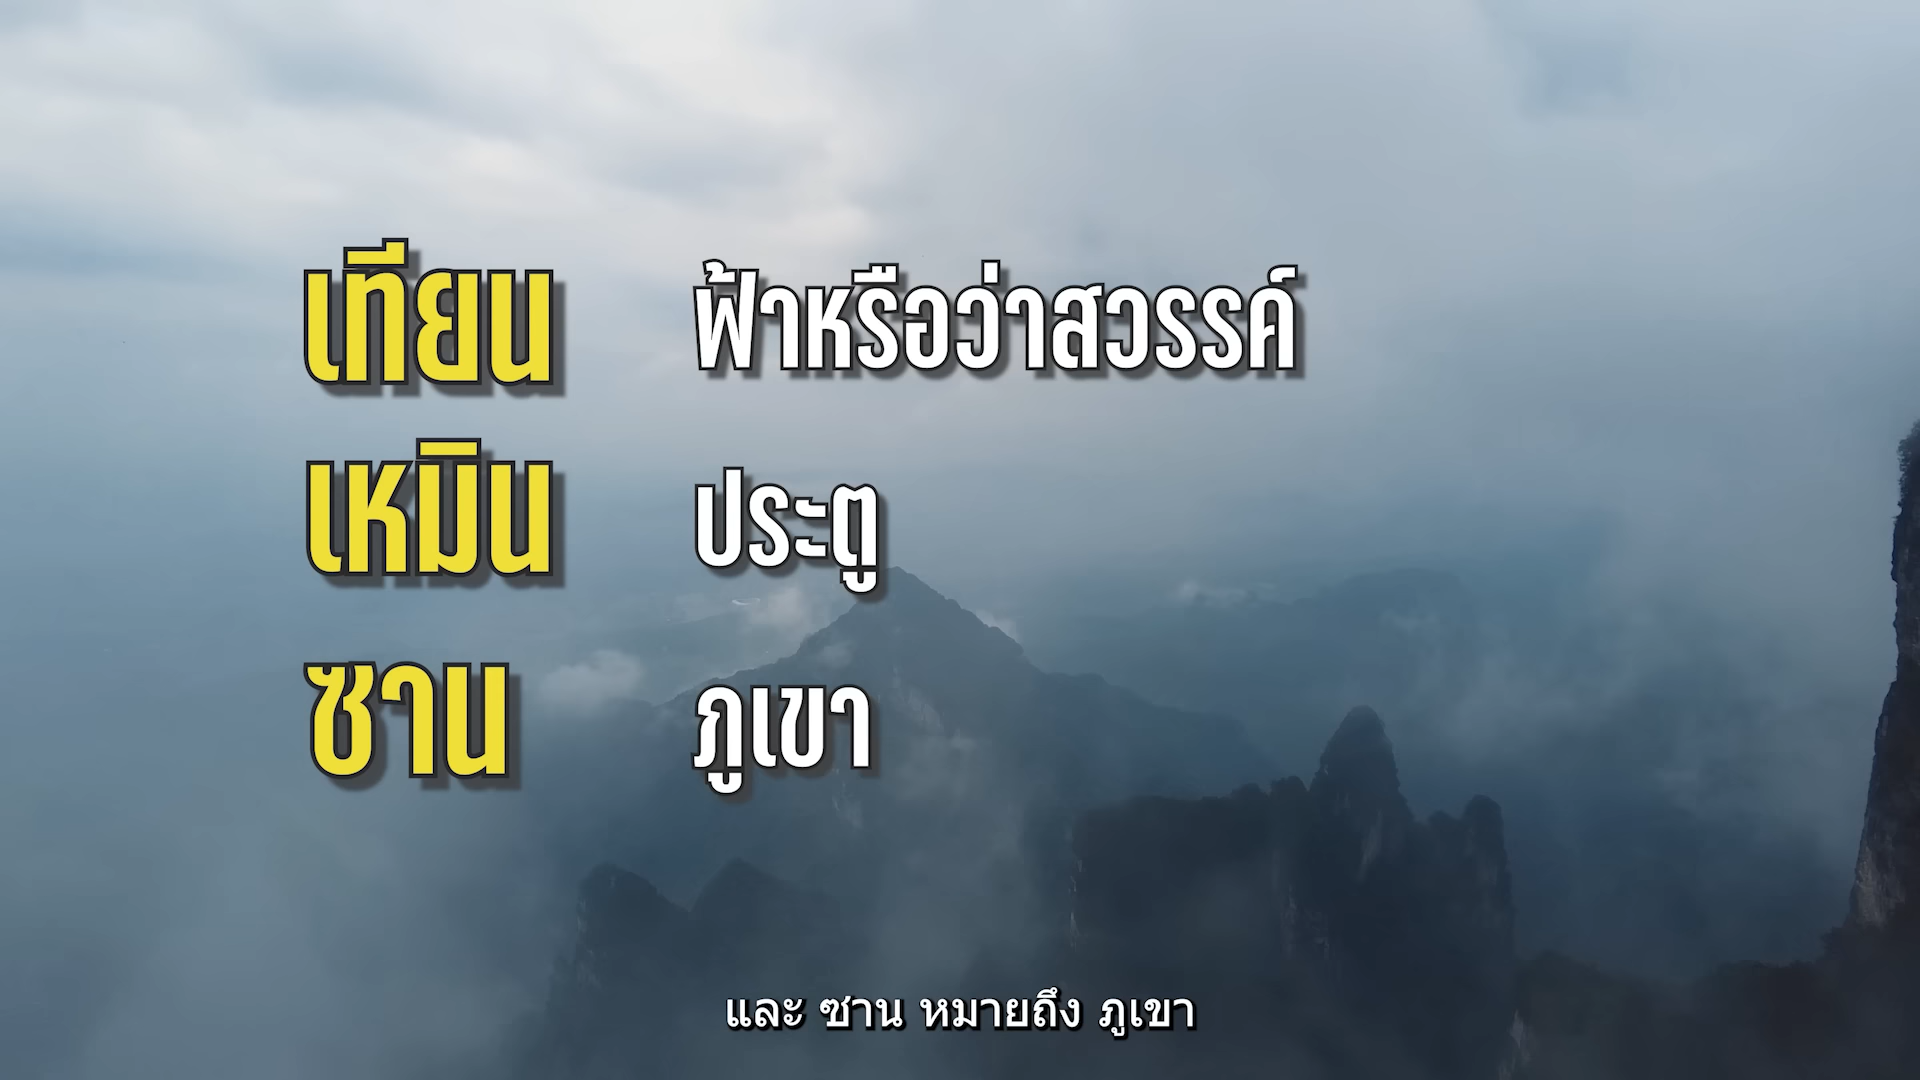 เทียน ฟ้าหรือว่าสวรรค์
เหมิน ประตู
ซาน ภูเขา
และ ซาน หมายถึง ภูเขา